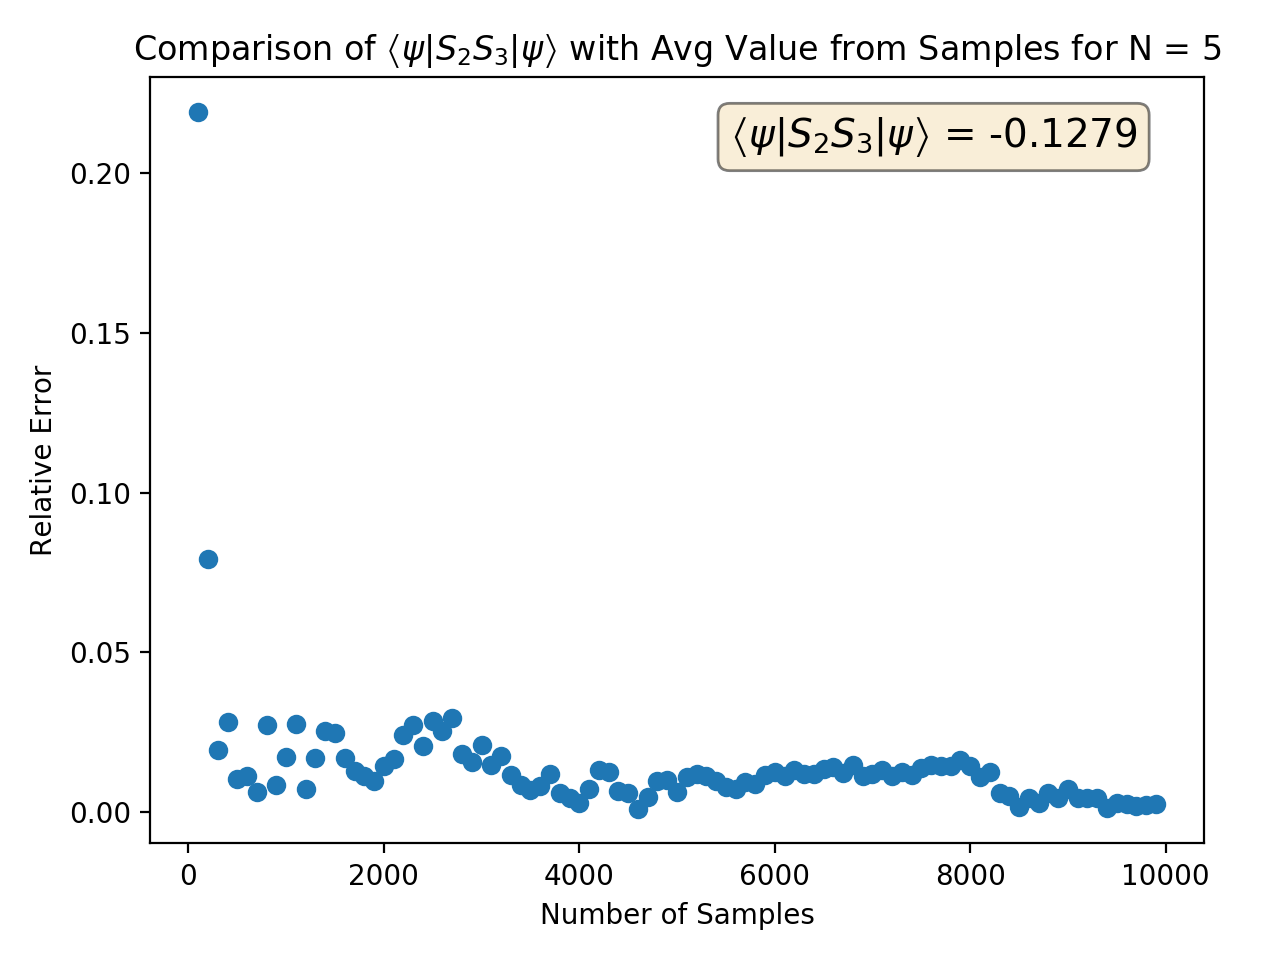 Comparison of ⟨ψ|S₂S₃|ψ⟩ with Avg Value from Samples for N = 5
⟨ψ|S₂S₃|ψ⟩ = -0.1279
Relative Error
0.20
0.15
0.10
0.05
0.00
0 2000 4000 6000 8000 10000
Number of Samples